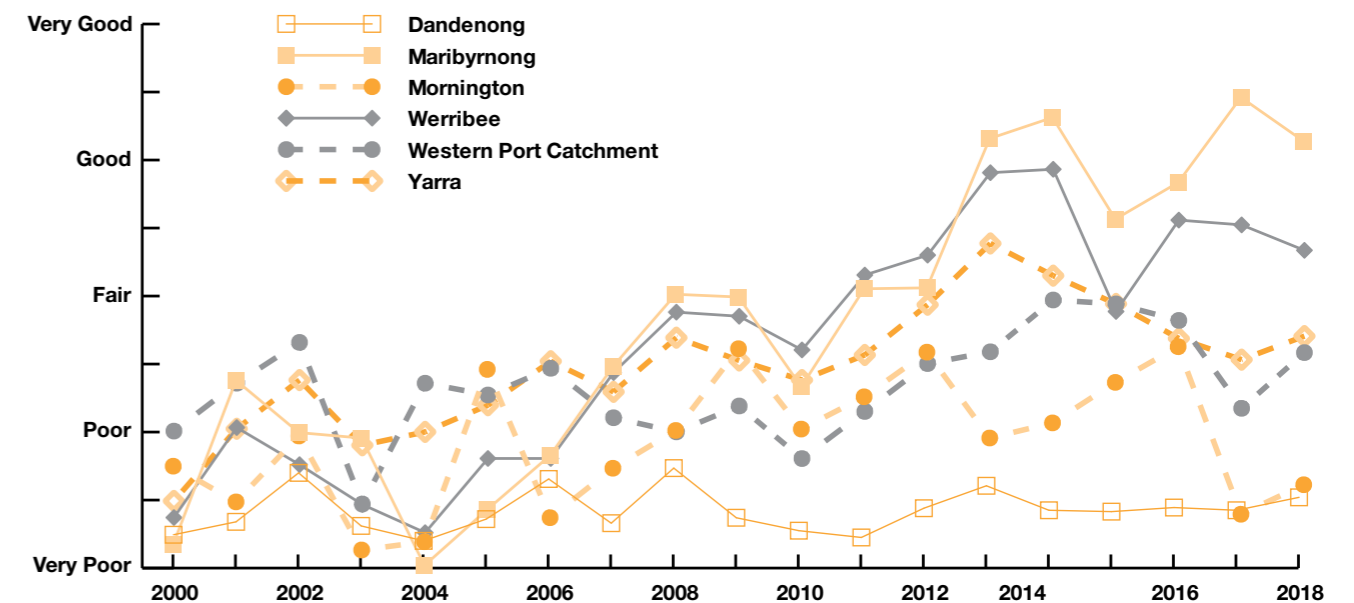 Very Good
Good
Fair
Poor
Very Poor
Dandenong
Maribyrnong
Mornington
Werribee
Western Port Catchment
Yarra
2000 2002 2004 2006 2008 2010 2012 2014 2016 2018